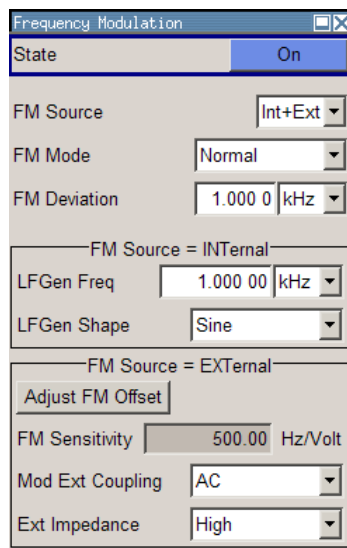 Frequency Modulation
State On
FM Source Int+Ext
FM Mode Normal
FM Deviation 1.000 0 kHz
FM Source = INTernal
LFGen Freq 1.000 00 kHz
LFGen Shape Sine
FM Source = EXTernal
Adjust FM Offset
FM Sensitivity 500.00 Hz/Volt
Mod Ext Coupling AC
Ext Impedance High